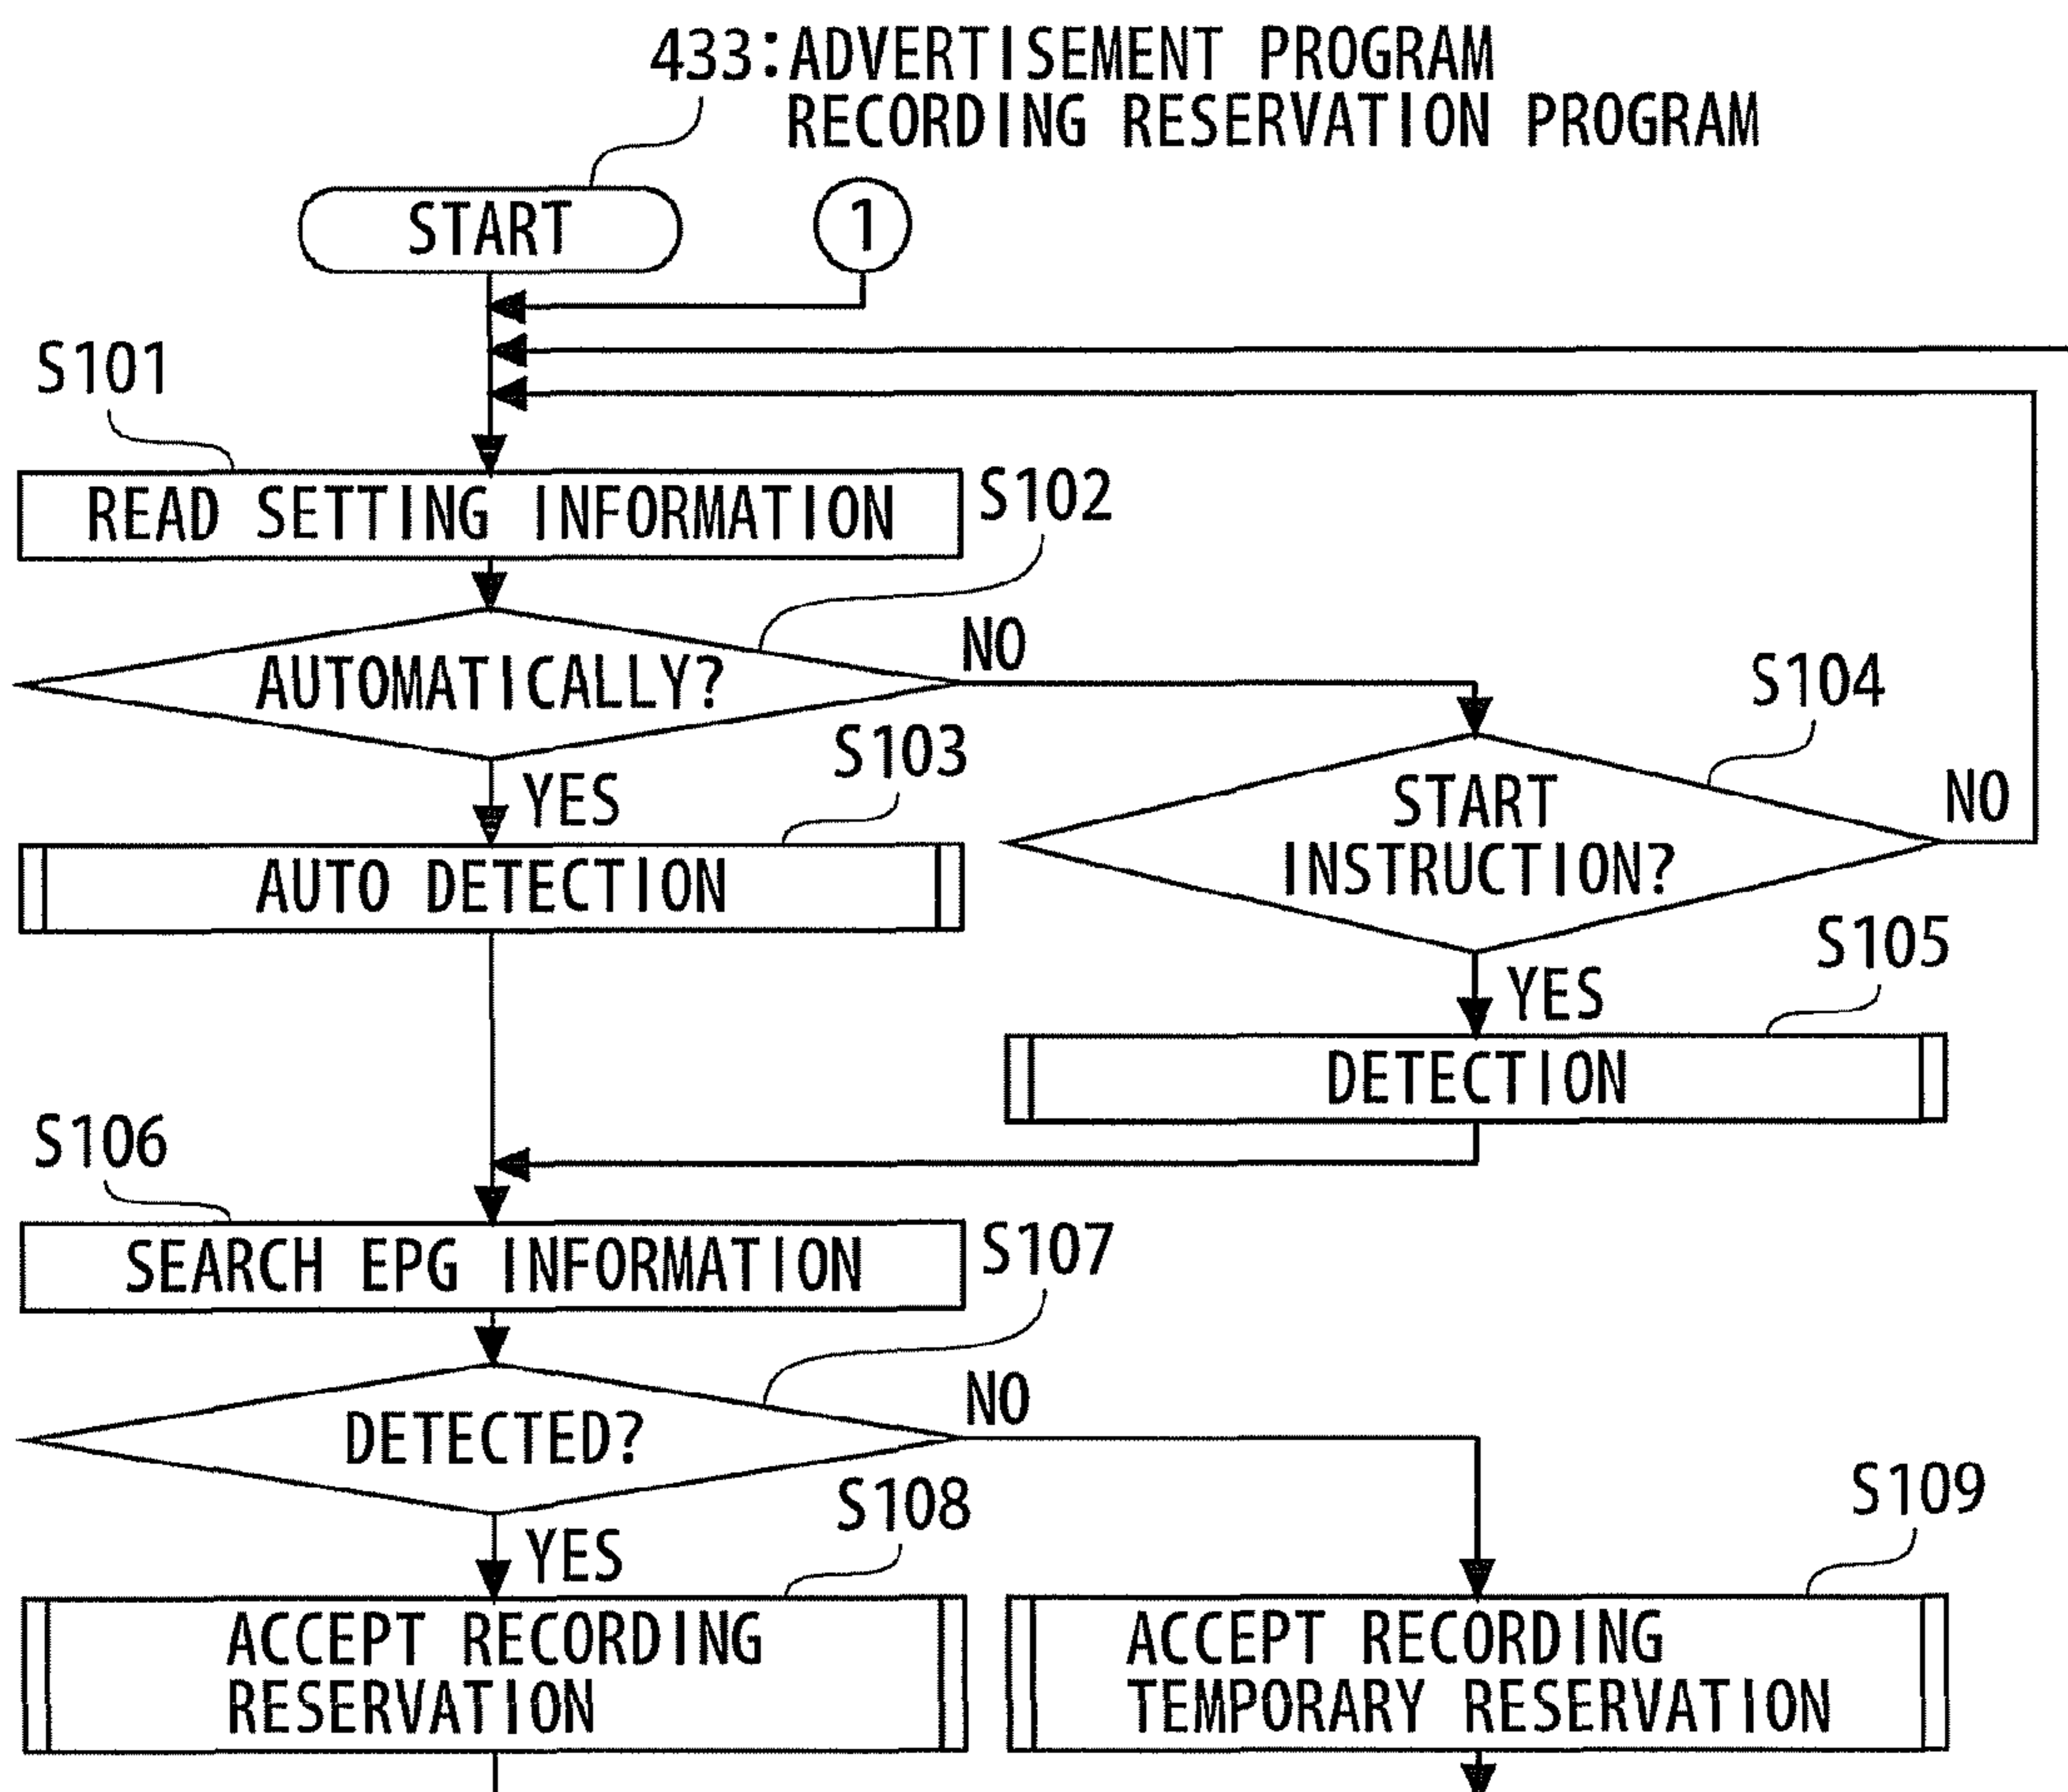 433:ADVERTISEMENT PROGRAM
RECORDING RESERVATION PROGRAM
START
1
S101
READ SETTING INFORMATION
S102
AUTOMATICALLY?
NO
S104
YES
S103
START
INSTRUCTION?
NO
AUTO DETECTION
YES
S105
DETECTION
S106
SEARCH EPG INFORMATION
S107
DETECTED?
NO
YES
S108
S109
ACCEPT RECORDING
RESERVATION
ACCEPT RECORDING
TEMPORARY RESERVATION